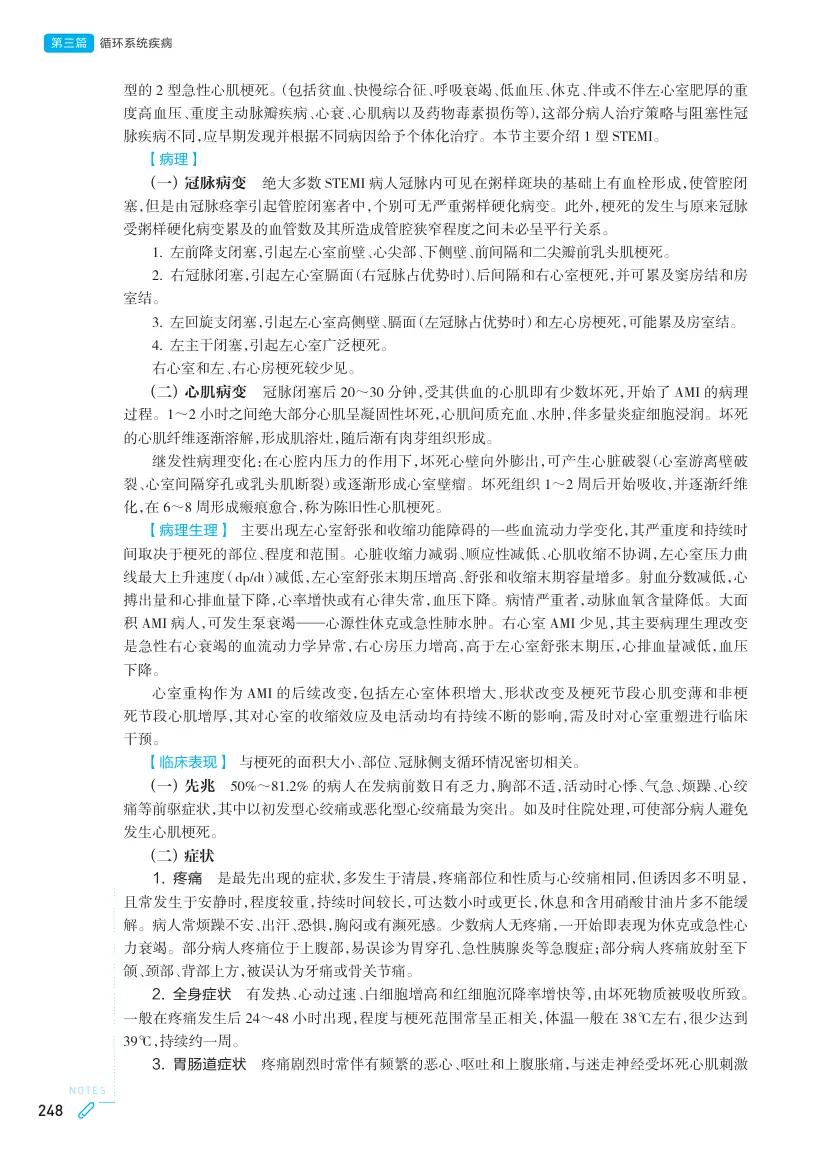 第三篇 循环系统疾病
型的 2 型急性心肌梗死。(包括贫血、快慢综合征、呼吸衰竭、低血压、休克、伴或不伴左心室肥厚的重
度高血压、重度主动脉瓣疾病、心衰、心肌病以及药物毒素损伤等),这部分病人治疗策略与阻塞性冠
脉疾病不同,应早期发现并根据不同病因给予个体化治疗。本节主要介绍 1 型 STEMI。
【病理】
(一) 冠脉病变 绝大多数 STEMI 病人冠脉内可见在粥样斑块的基础上有血栓形成,使管腔闭
塞,但是由冠脉痉挛引起管腔闭塞者中,个别可无严重粥样硬化病变。此外,梗死的发生与原来冠脉
受粥样硬化病变累及的血管数及其所造成管腔狭窄程度之间未必呈平行关系。
1. 左前降支闭塞,引起左心室前壁、心尖部、下侧壁、前间隔和二尖瓣前乳头肌梗死。
2. 右冠脉闭塞,引起左心室膈面(右冠脉占优势时)、后间隔和右心室梗死,并可累及窦房结和房
室结。
3. 左回旋支闭塞,引起左心室高侧壁、膈面(左冠脉占优势时)和左心房梗死,可能累及房室结。
4. 左主干闭塞,引起左心室广泛梗死。
右心室和左、右心房梗死较少见。
(二) 心肌病变 冠脉闭塞后 20～30 分钟,受其供血的心肌即有少数坏死,开始了 AMI 的病理
过程。1～2 小时之间绝大部分心肌呈凝固性坏死,心肌间质充血、水肿,伴多量炎症细胞浸润。坏死
的心肌纤维逐渐溶解,形成肌溶灶,随后渐有肉芽组织形成。
继发性病理变化:在心腔内压力的作用下,坏死心壁向外膨出,可产生心脏破裂(心室游离壁破
裂、心室间隔穿孔或乳头肌断裂)或逐渐形成心室壁瘤。坏死组织 1～2 周后开始吸收,并逐渐纤维
化,在 6～8 周形成瘢痕愈合,称为陈旧性心肌梗死。
【病理生理】 主要出现左心室舒张和收缩功能障碍的一些血流动力学变化,其严重度和持续时
间取决于梗死的部位、程度和范围。心脏收缩力减弱、顺应性减低、心肌收缩不协调,左心室压力曲
线最大上升速度(dp/dt)减低,左心室舒张末期压增高、舒张和收缩末期容量增多。射血分数减低,心
搏出量和心排血量下降,心率增快或有心律失常,血压下降。病情严重者,动脉血氧含量降低。大面
积 AMI 病人,可发生泵衰竭——心源性休克或急性肺水肿。右心室 AMI 少见,其主要病理生理改变
是急性右心衰竭的血流动力学异常,右心房压力增高,高于左心室舒张末期压,心排血量减低,血压
下降。
心室重构作为 AMI 的后续改变,包括左心室体积增大、形状改变及梗死节段心肌变薄和非梗
死节段心肌增厚,其对心室的收缩效应及电活动均有持续不断的影响,需及时对心室重塑进行临床
干预。
【临床表现】 与梗死的面积大小、部位、冠脉侧支循环情况密切相关。
(一) 先兆 50%～81.2% 的病人在发病前数日有乏力,胸部不适,活动时心悸、气急、烦躁、心绞
痛等前驱症状,其中以初发型心绞痛或恶化型心绞痛最为突出。如及时住院处理,可使部分病人避免
发生心肌梗死。
(二) 症状
1. 疼痛 是最先出现的症状,多发生于清晨,疼痛部位和性质与心绞痛相同,但诱因多不明显,
且常发生于安静时,程度较重,持续时间较长,可达数小时或更长,休息和含用硝酸甘油片多不能缓
解。病人常烦躁不安、出汗、恐惧,胸闷或有濒死感。少数病人无疼痛,一开始即表现为休克或急性心
力衰竭。部分病人疼痛位于上腹部,易误诊为胃穿孔、急性胰腺炎等急腹症;部分病人疼痛放射至下
颌、颈部、背部上方,被误认为牙痛或骨关节痛。
2. 全身症状 有发热、心动过速、白细胞增高和红细胞沉降率增快等,由坏死物质被吸收所致。
一般在疼痛发生后 24～48 小时出现,程度与梗死范围常呈正相关,体温一般在 38℃左右,很少达到
39℃,持续约一周。
3. 胃肠道症状 疼痛剧烈时常伴有频繁的恶心、呕吐和上腹胀痛,与迷走神经受坏死心肌刺激
NOTES
248